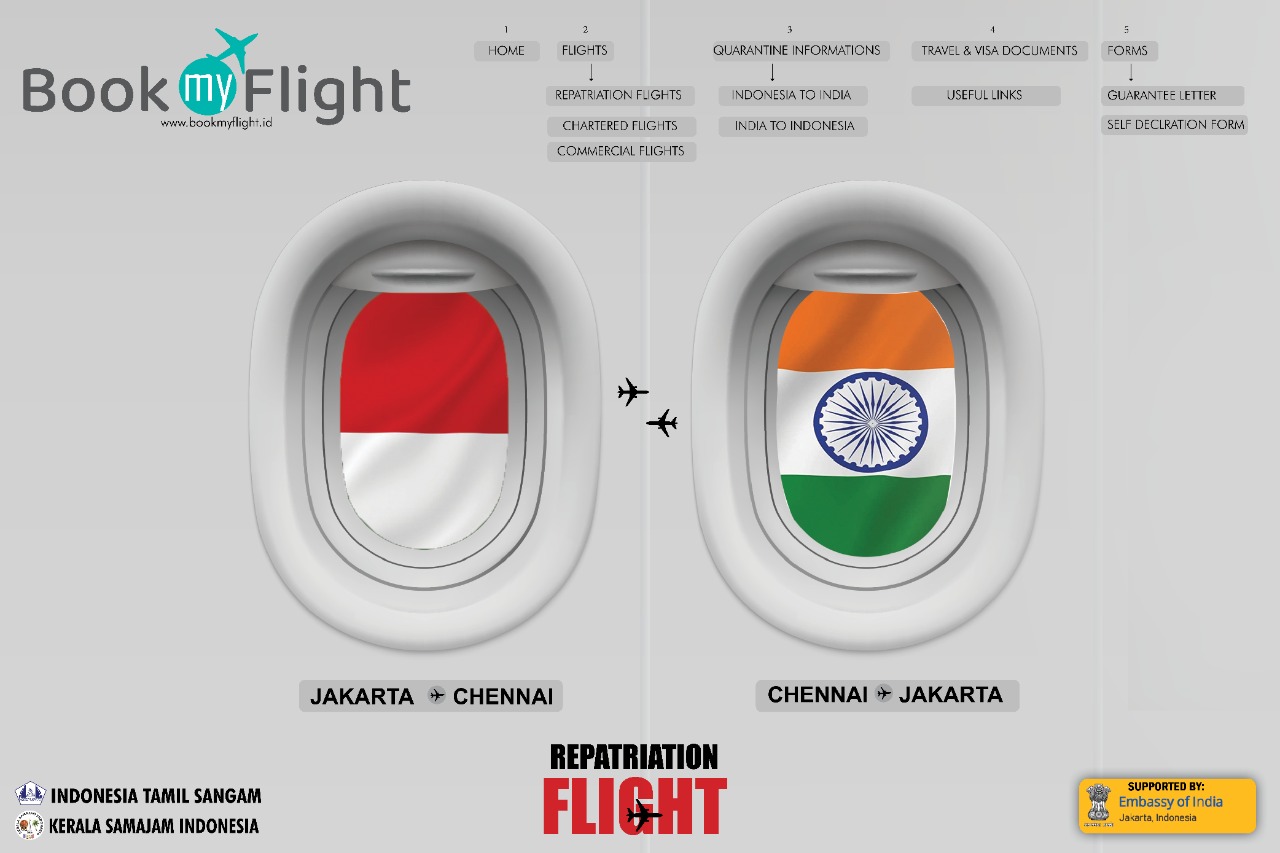 Book my Flight
www.bookmyflight.id
1 2 3 4 5
HOME FLIGHTS QUARANTINE INFORMATIONS TRAVEL & VISA DOCUMENTS FORMS
REPATRIATION FLIGHTS INDONESIA TO INDIA USEFUL LINKS GUARANTEE LETTER
CHARTERED FLIGHTS INDIA TO INDONESIA SELF DECLRATION FORM
COMMERCIAL FLIGHTS
JAKARTA CHENNAI
CHENNAI JAKARTA
REPATRIATION
FLIGHT
INDONESIA TAMIL SANGAM
KERALA SAMAJAM INDONESIA
SUPPORTED BY:
Embassy of India
Jakarta, Indonesia